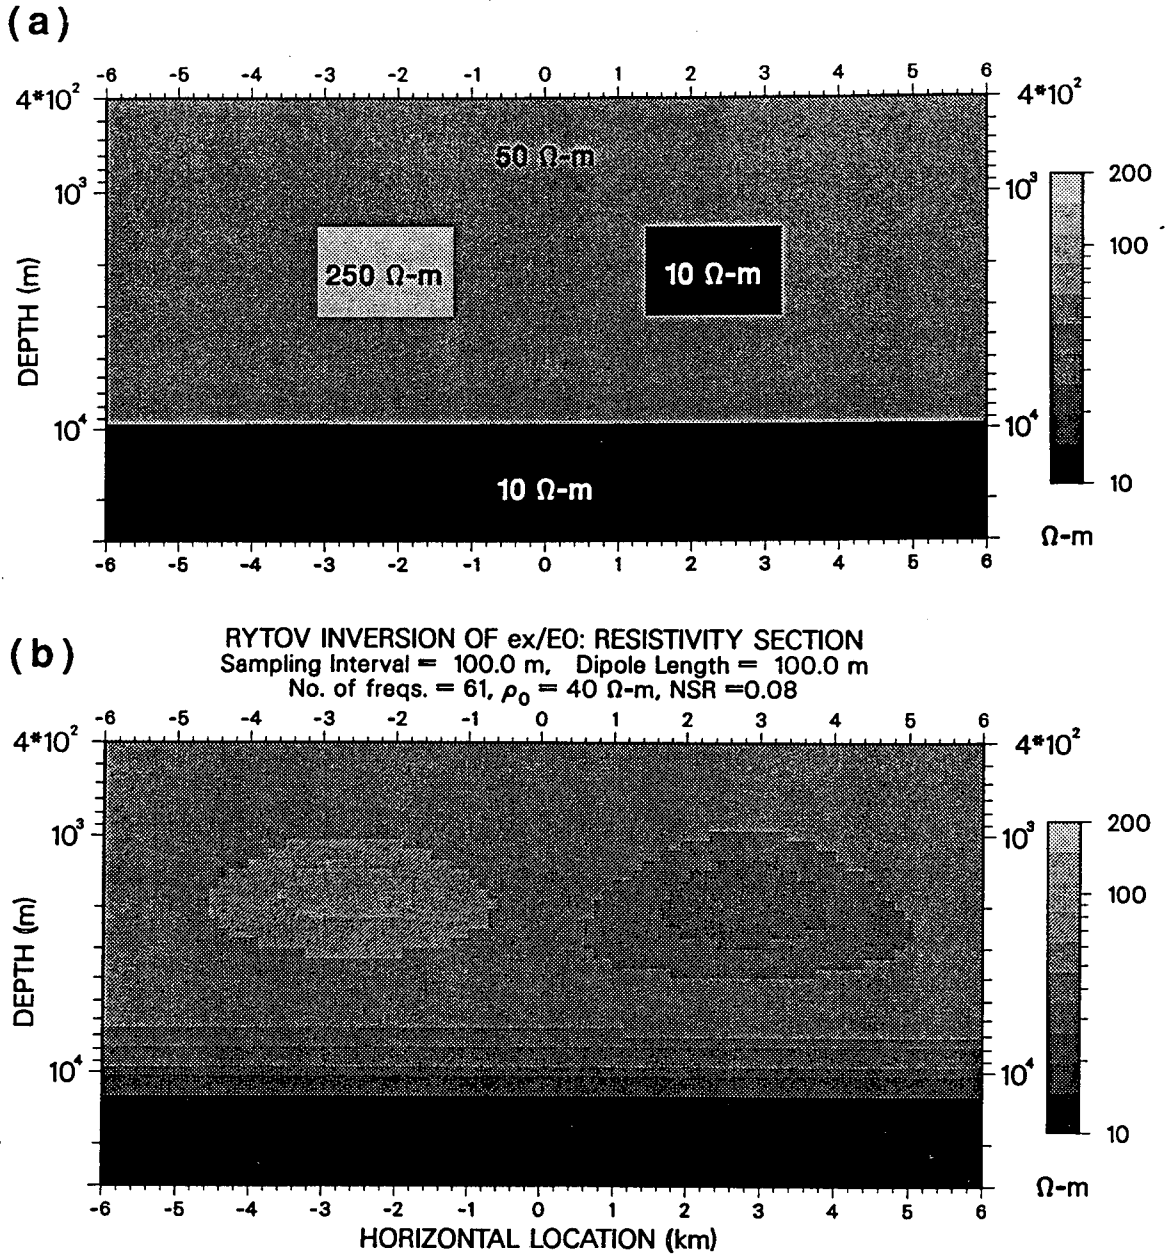 (a)
-6 -5 -4 -3 -2 -1 0 1 2 3 4 5 6
4*10² 4*10²
50 Ω-m
200
10³ 10³
100
250 Ω-m 10 Ω-m
DEPTH (m)
10⁴ 10⁴
10 Ω-m
10
Ω-m
-6 -5 -4 -3 -2 -1 0 1 2 3 4 5 6
(b)
RYTOV INVERSION OF ex/E0: RESISTIVITY SECTION
Sampling Interval = 100.0 m, Dipole Length = 100.0 m
No. of freqs. = 61, ρ₀ = 40 Ω-m, NSR =0.08
-6 -5 -4 -3 -2 -1 0 1 2 3 4 5 6
4*10² 4*10²
200
10³ 10³
100
DEPTH (m)
10⁴ 10⁴
10
Ω-m
-6 -5 -4 -3 -2 -1 0 1 2 3 4 5 6
HORIZONTAL LOCATION (km)